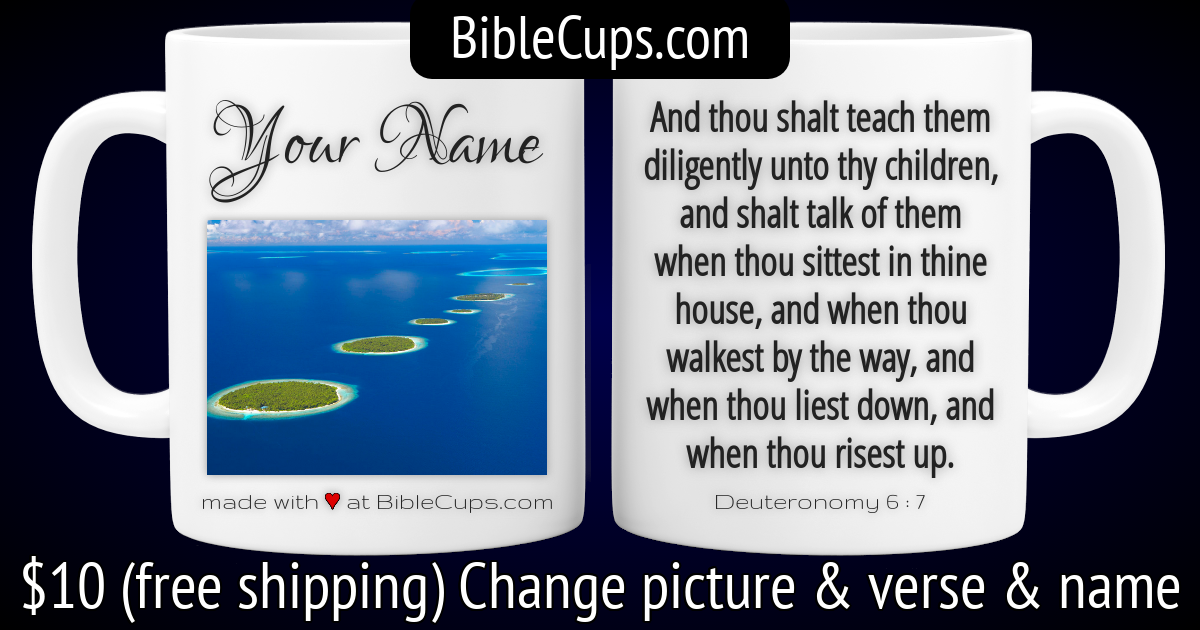 BibleCups.com
Your Name
made with ♥ at BibleCups.com
And thou shalt teach them
diligently unto thy children,
and shalt talk of them
when thou sittest in thine
house, and when thou
walkest by the way, and
when thou liest down, and
when thou risest up.
Deuteronomy 6 : 7
$10 (free shipping) Change picture & verse & name